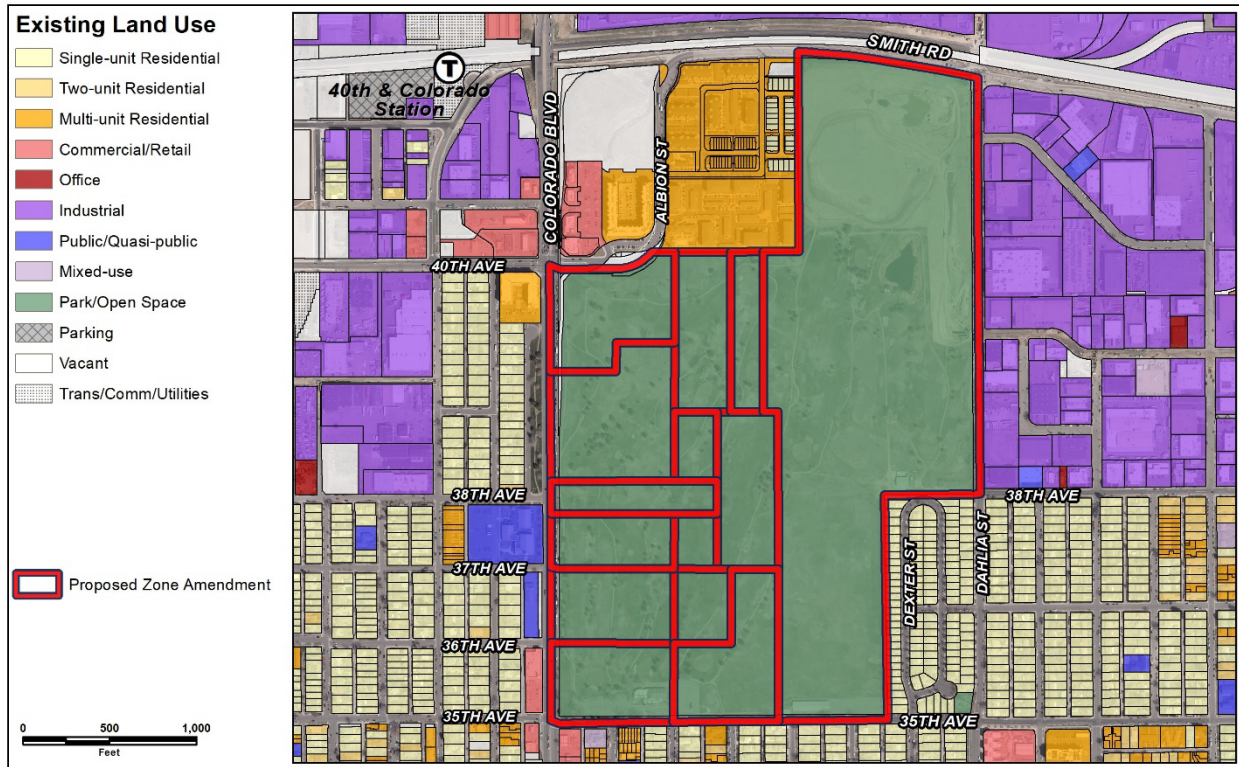 Existing Land Use
Single-unit Residential
Two-unit Residential
Multi-unit Residential
Commercial/Retail
Office
Industrial
Public/Quasi-public
Mixed-use
Park/Open Space
Parking
Vacant
Trans/Comm/Utilities
Proposed Zone Amendment
0 500 1,000
Feet
SMITH RD
T
40th & Colorado
Station
COLORADO BLVD
ALBION ST
40TH AVE
38TH AVE
38TH AVE
37TH AVE
DEXTER ST
DAHLIA ST
36TH AVE
35TH AVE
35TH AVE